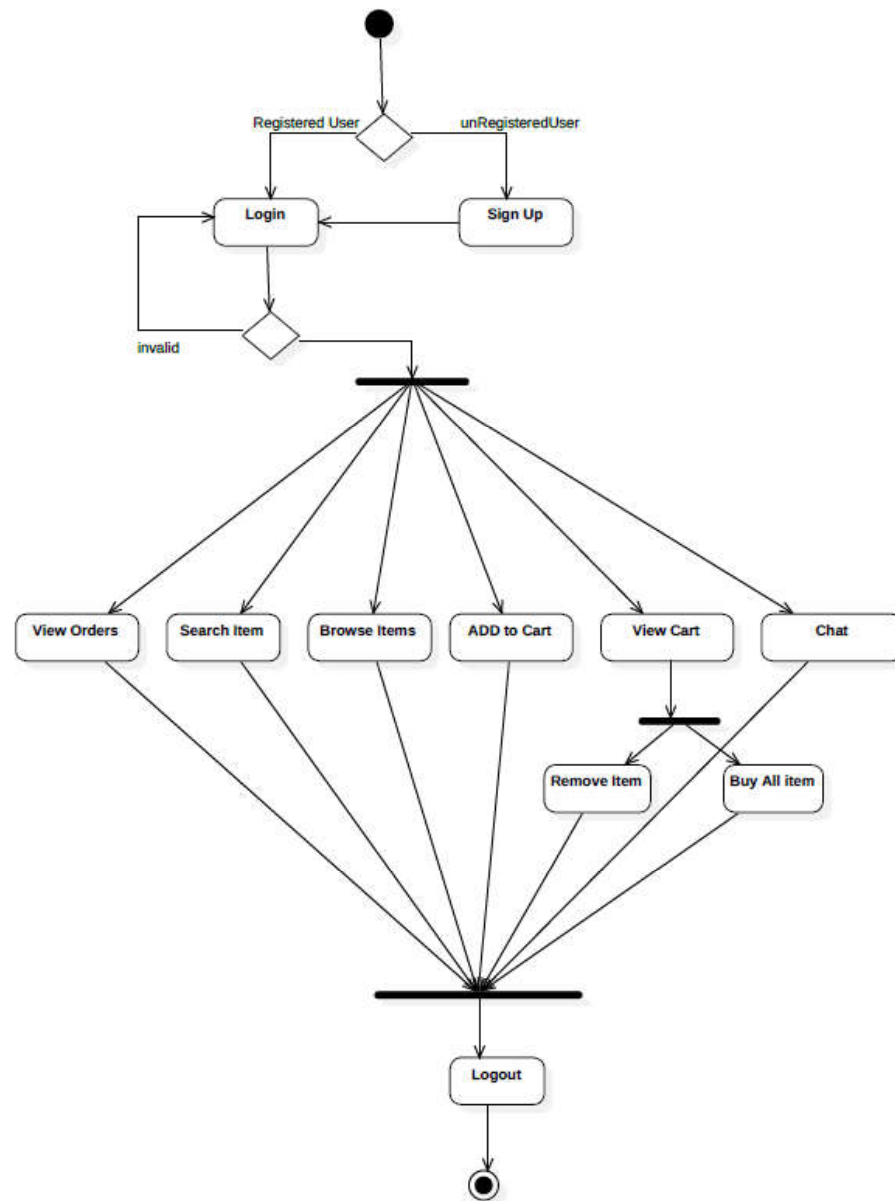 Registered User
unRegisteredUser
Login
Sign Up
invalid
View Orders
Search Item
Browse Items
ADD to Cart
View Cart
Chat
Remove Item
Buy All item
Logout